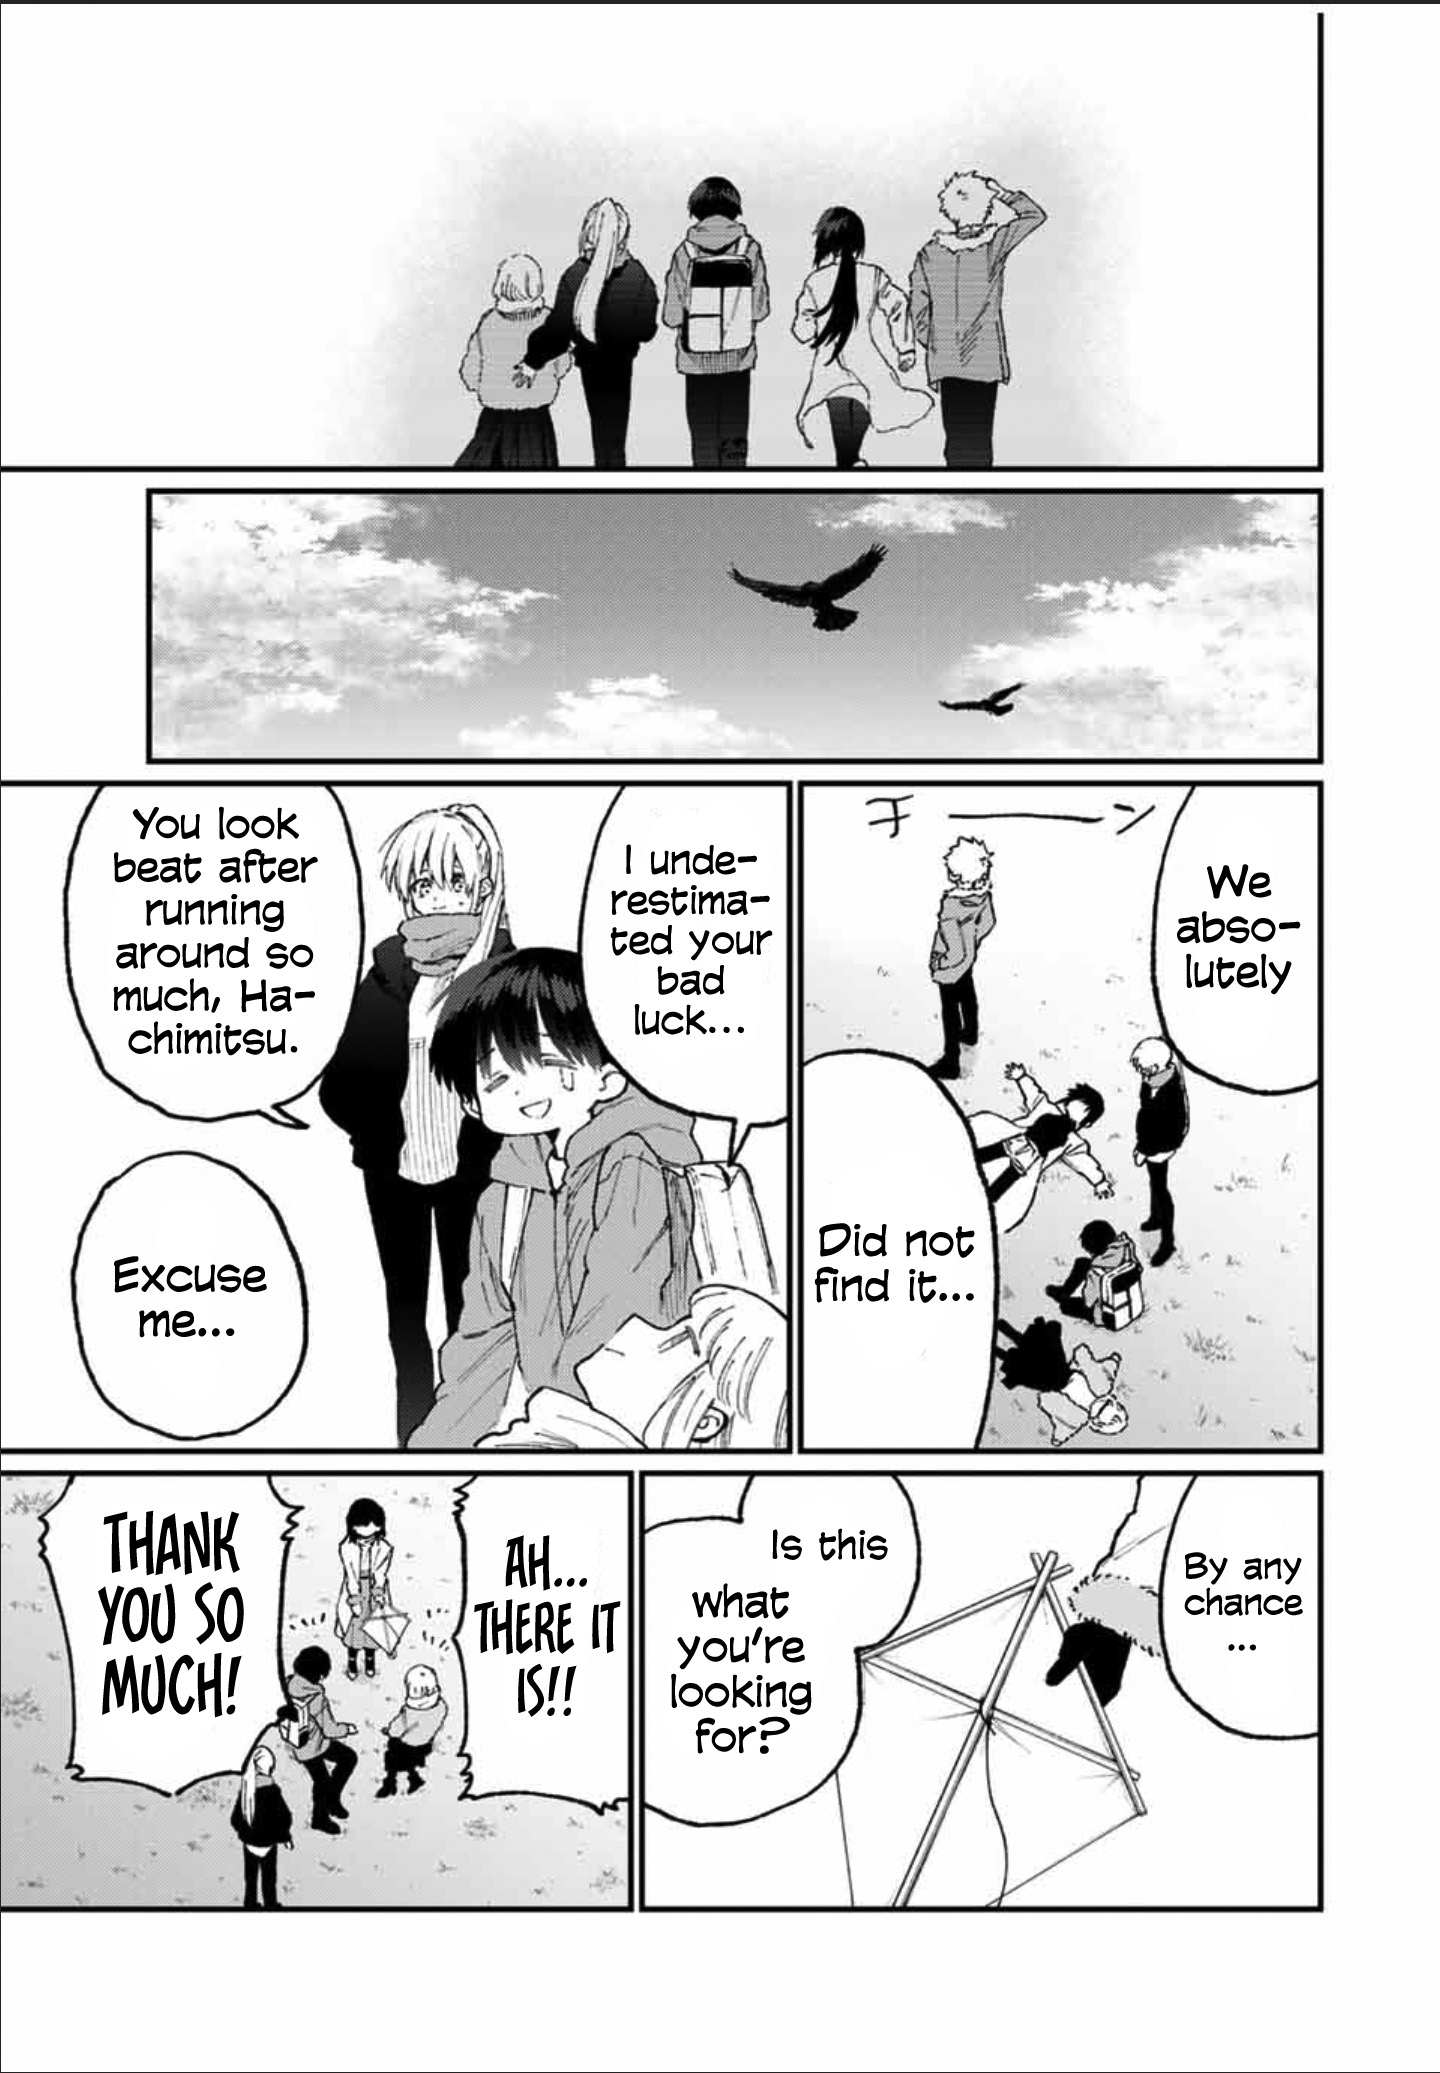 チーーン
We
abso-
lutely
Did not
find it...
I unde-
restima-
ted your
bad
luck...
You look
beat after
running
around so
much, Ha-
chimitsu.
Excuse
me...
By any
chance
...
Is this
what
you're
looking
for?
AH...
THERE IT
IS!!
THANK
YOU SO
MUCH!